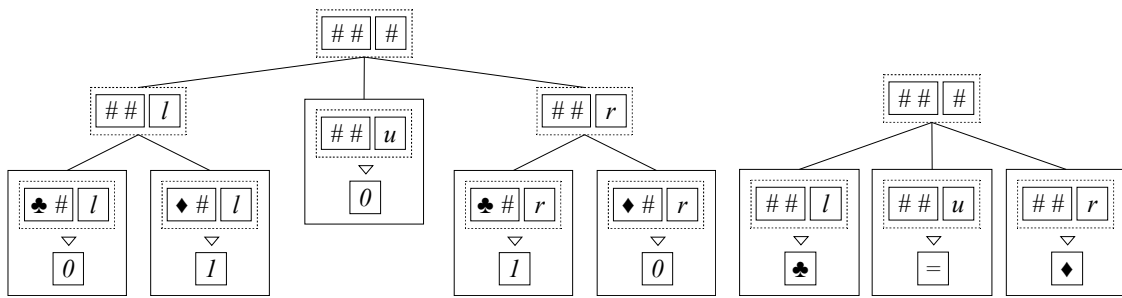 # # #
# # l # # r # # #
# # u
♣ # l ♦ # l 0 ♣ # r ♦ # r # # l # # u # # r
0 1 1 0 ♣ = ♦